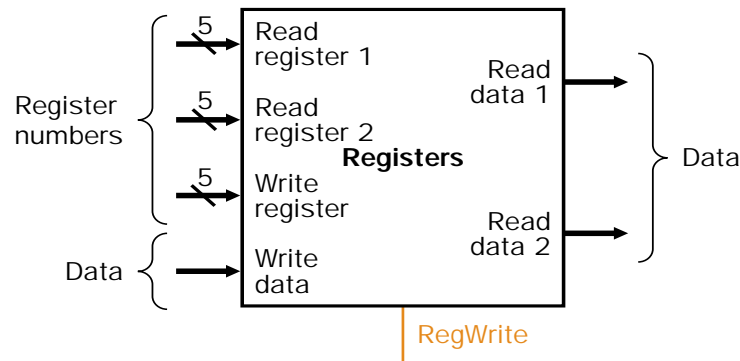 Register
numbers
Data
5
Read
register 1
5
Read
register 2
5
Write
register
Write
data
Registers
Read
data 1
Read
data 2
Data
RegWrite